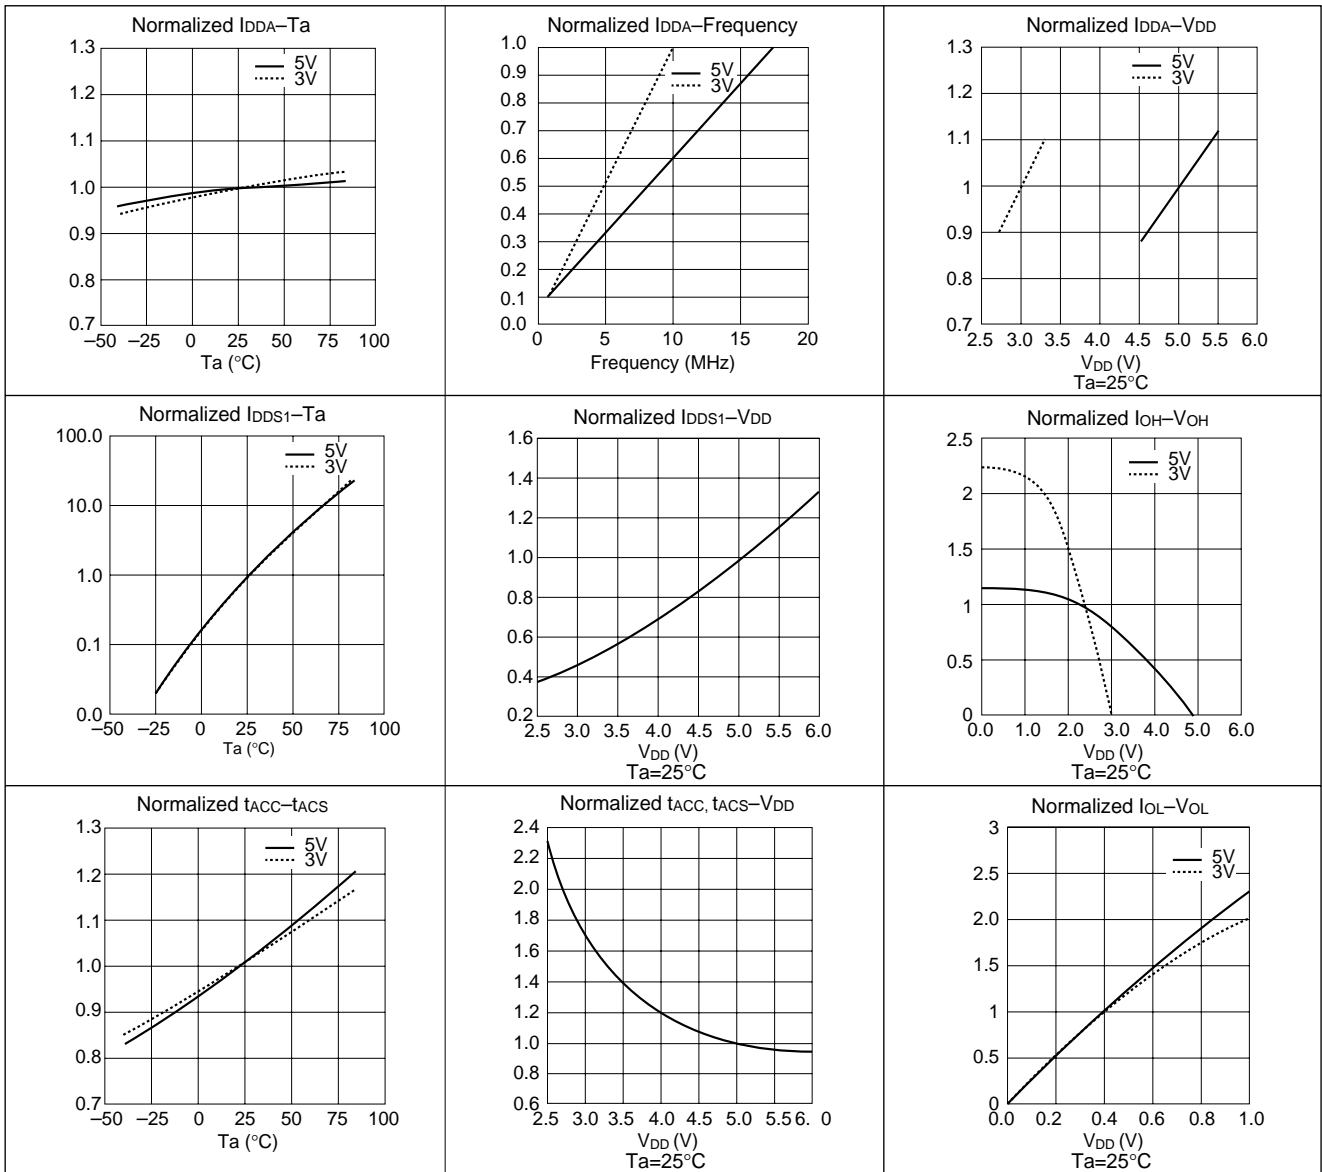 Normalized IDDA–Ta
1.3
1.2
1.1
1.0
0.9
0.8
0.7
5V
3V
–50 –25 0 25 50 75 100
Ta (°C)
Normalized IDDA–Frequency
1.0
0.9
0.8
0.7
0.6
0.5
0.4
0.3
0.2
0.1
0.0
5V
3V
0 5 10 15 20
Frequency (MHz)
Normalized IDDA–VDD
1.3
1.2
1.1
1
0.9
0.8
0.7
5V
3V
2.5 3.0 3.5 4.0 4.5 5.0 5.5 6.0
VDD (V)
Ta=25°C
Normalized IDDS1–Ta
100.0
10.0
1.0
0.1
0.0
5V
3V
–50 –25 0 25 50 75 100
Ta (°C)
Normalized IDDS1–VDD
1.6
1.4
1.2
1.0
0.8
0.6
0.4
0.2
2.5 3.0 3.5 4.0 4.5 5.0 5.5 6.0
VDD (V)
Ta=25°C
Normalized IOH–VOH
2.5
2
1.5
1
0.5
0
5V
3V
0.0 1.0 2.0 3.0 4.0 5.0 6.0
VDD (V)
Ta=25°C
Normalized tACC–tACS
1.3
1.2
1.1
1.0
0.9
0.8
0.7
5V
3V
–50 –25 0 25 50 75 100
Ta (°C)
Normalized tACC, tACS–VDD
2.4
2.2
2.0
1.8
1.6
1.4
1.2
1.0
0.8
0.6
2.5 3.0 3.5 4.0 4.5 5.0 5.5 6.5 0
VDD (V)
Ta=25°C
Normalized IOL–VOL
3
2.5
2.0
1.5
1
0.5
0
5V
3V
0.0 0.2 0.4 0.6 0.8 1.0
VDD (V)
Ta=25°C